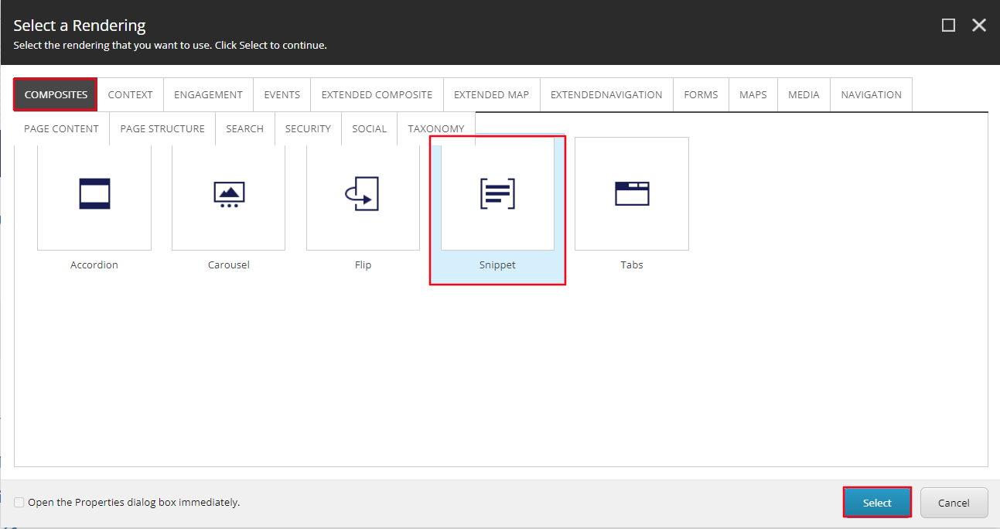 Select a Rendering
Select the rendering that you want to use. Click Select to continue.
COMPOSITES CONTEXT ENGAGEMENT EVENTS EXTENDED COMPOSITE EXTENDED MAP EXTENDEDNAVIGATION FORMS MAPS MEDIA NAVIGATION
PAGE CONTENT PAGE STRUCTURE SEARCH SECURITY SOCIAL TAXONOMY
Accordion Carousel Flip Snippet Tabs
Open the Properties dialog box immediately.
Select Cancel